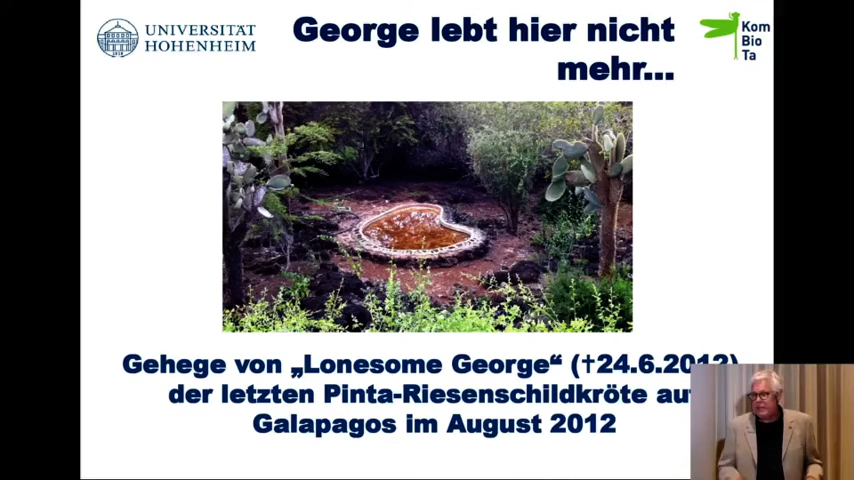 UNIVERSITÄT
HOHENHEIM
George lebt hier nicht
mehr...
Kom
Bio
Ta
Gehege von „Lonesome George“ (†24.6.2012)
der letzten Pinta-Riesenschildkröte auf
Galapagos im August 2012